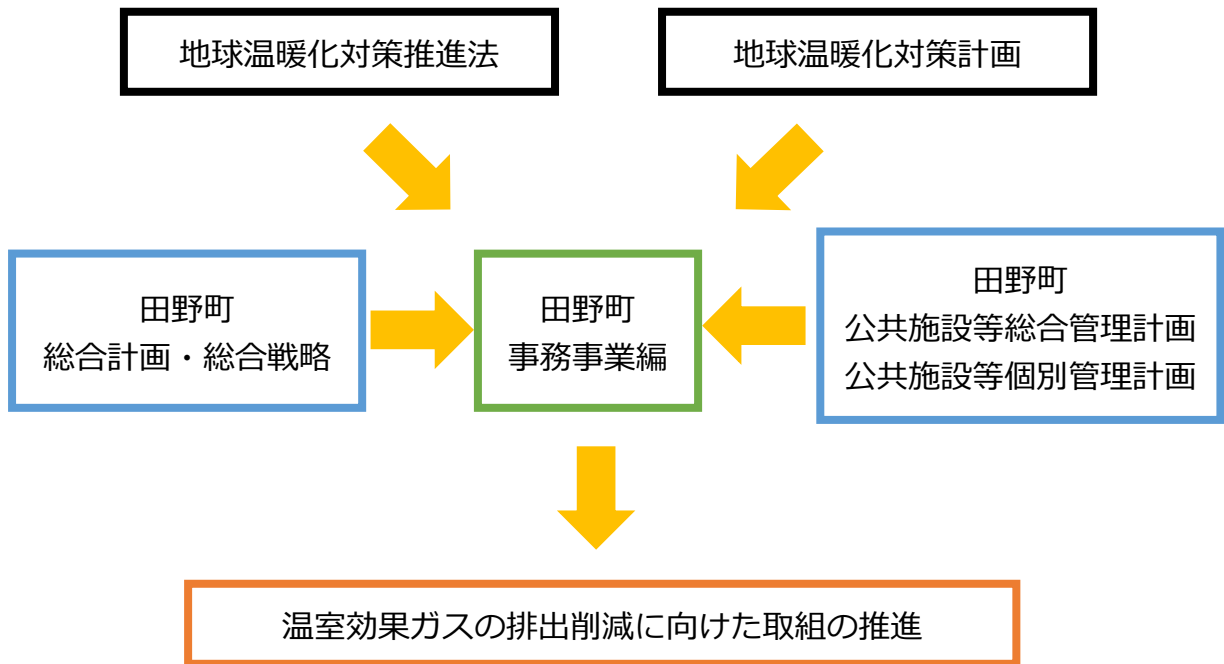 地球温暖化対策推進法
地球温暖化対策計画
田野町
総合計画・総合戦略
田野町
事務事業編
田野町
公共施設等総合管理計画
公共施設等個別管理計画
温室効果ガスの排出削減に向けた取組の推進